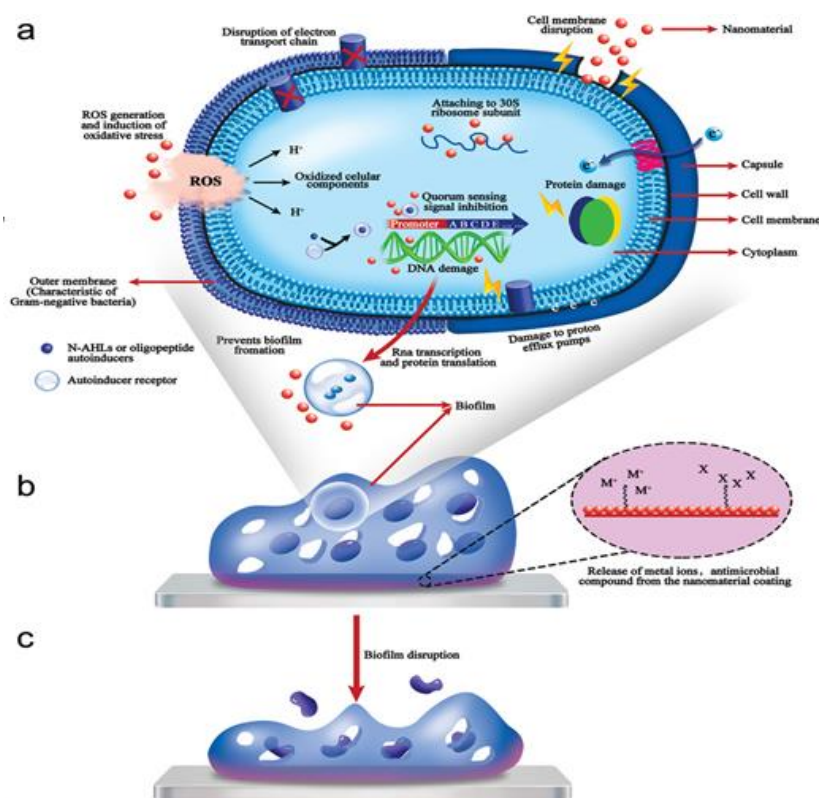 a
Disruption of electron
transport chain
Cell membrane
disruption
Nanomaterial
ROS generation
and induction of
oxidative stress
Attaching to 30S
ribosome subunit
H⁺
ROS
Oxidized celular
components
H⁺
e⁻
e⁻
Capsule
Protein damage
Cell wall
Quorum sensing
signal inhibition
Promoter A B C D E
Cell membrane
Cytoplasm
DNA damage
Outer membrane
(Characteristic of
Gram-negative bacteria)
Prevents biofilm
fromation
Damage to proton
efflux pumps
N-AHLs or oligopeptide
autoinducers
Rna transcription
and protein translation
Autoinducer receptor
Biofilm
b
M⁺ M⁺ M⁺
X X X X
Release of metal ions, antimicrobial
compound from the nanomaterial coating
c
Biofilm disruption